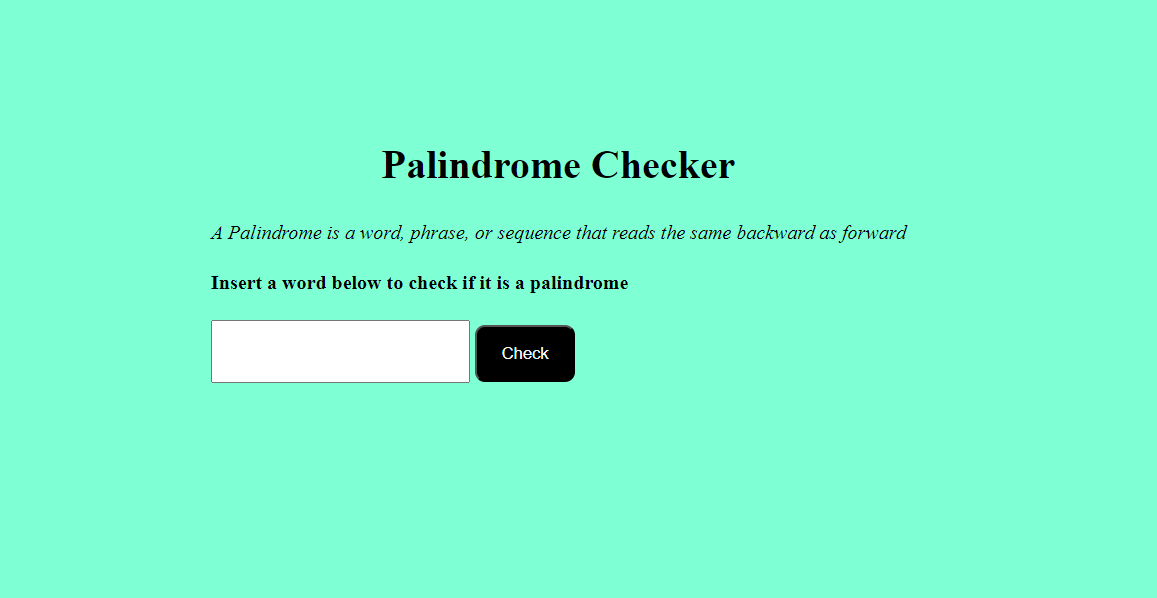 Palindrome Checker
A Palindrome is a word, phrase, or sequence that reads the same backward as forward
Insert a word below to check if it is a palindrome
Check